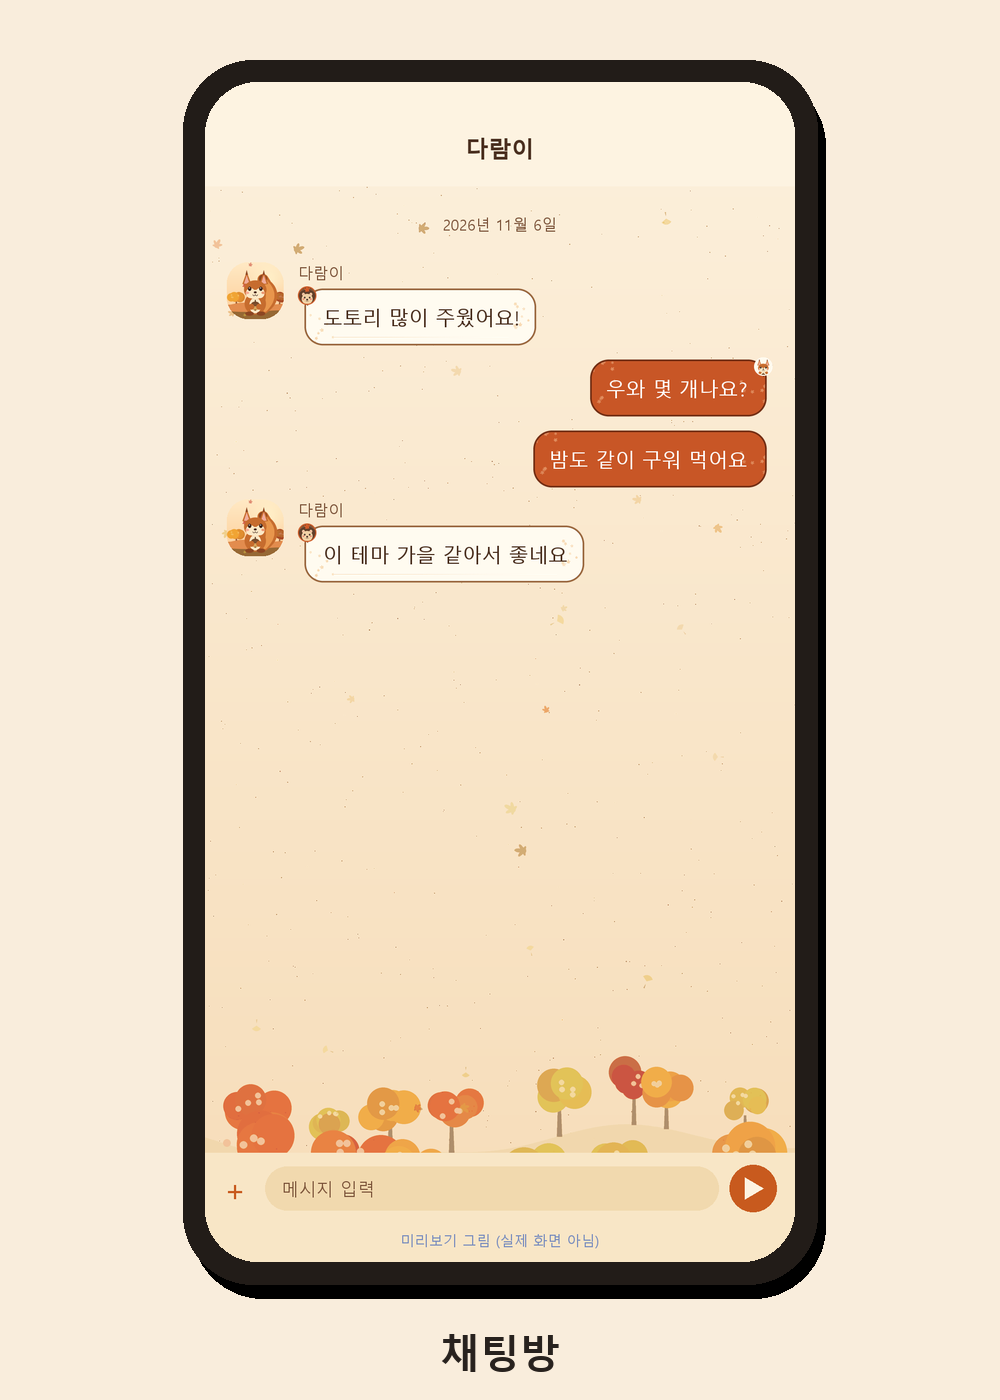 다람이
2026년 11월 6일
다람이
도토리 많이 주웠어요!
우와 몇 개나요?
밤도 같이 구워 먹어요
다람이
이 테마 가을 같아서 좋네요
+
메시지 입력
미리보기 그림 (실제 화면 아님)
채팅방